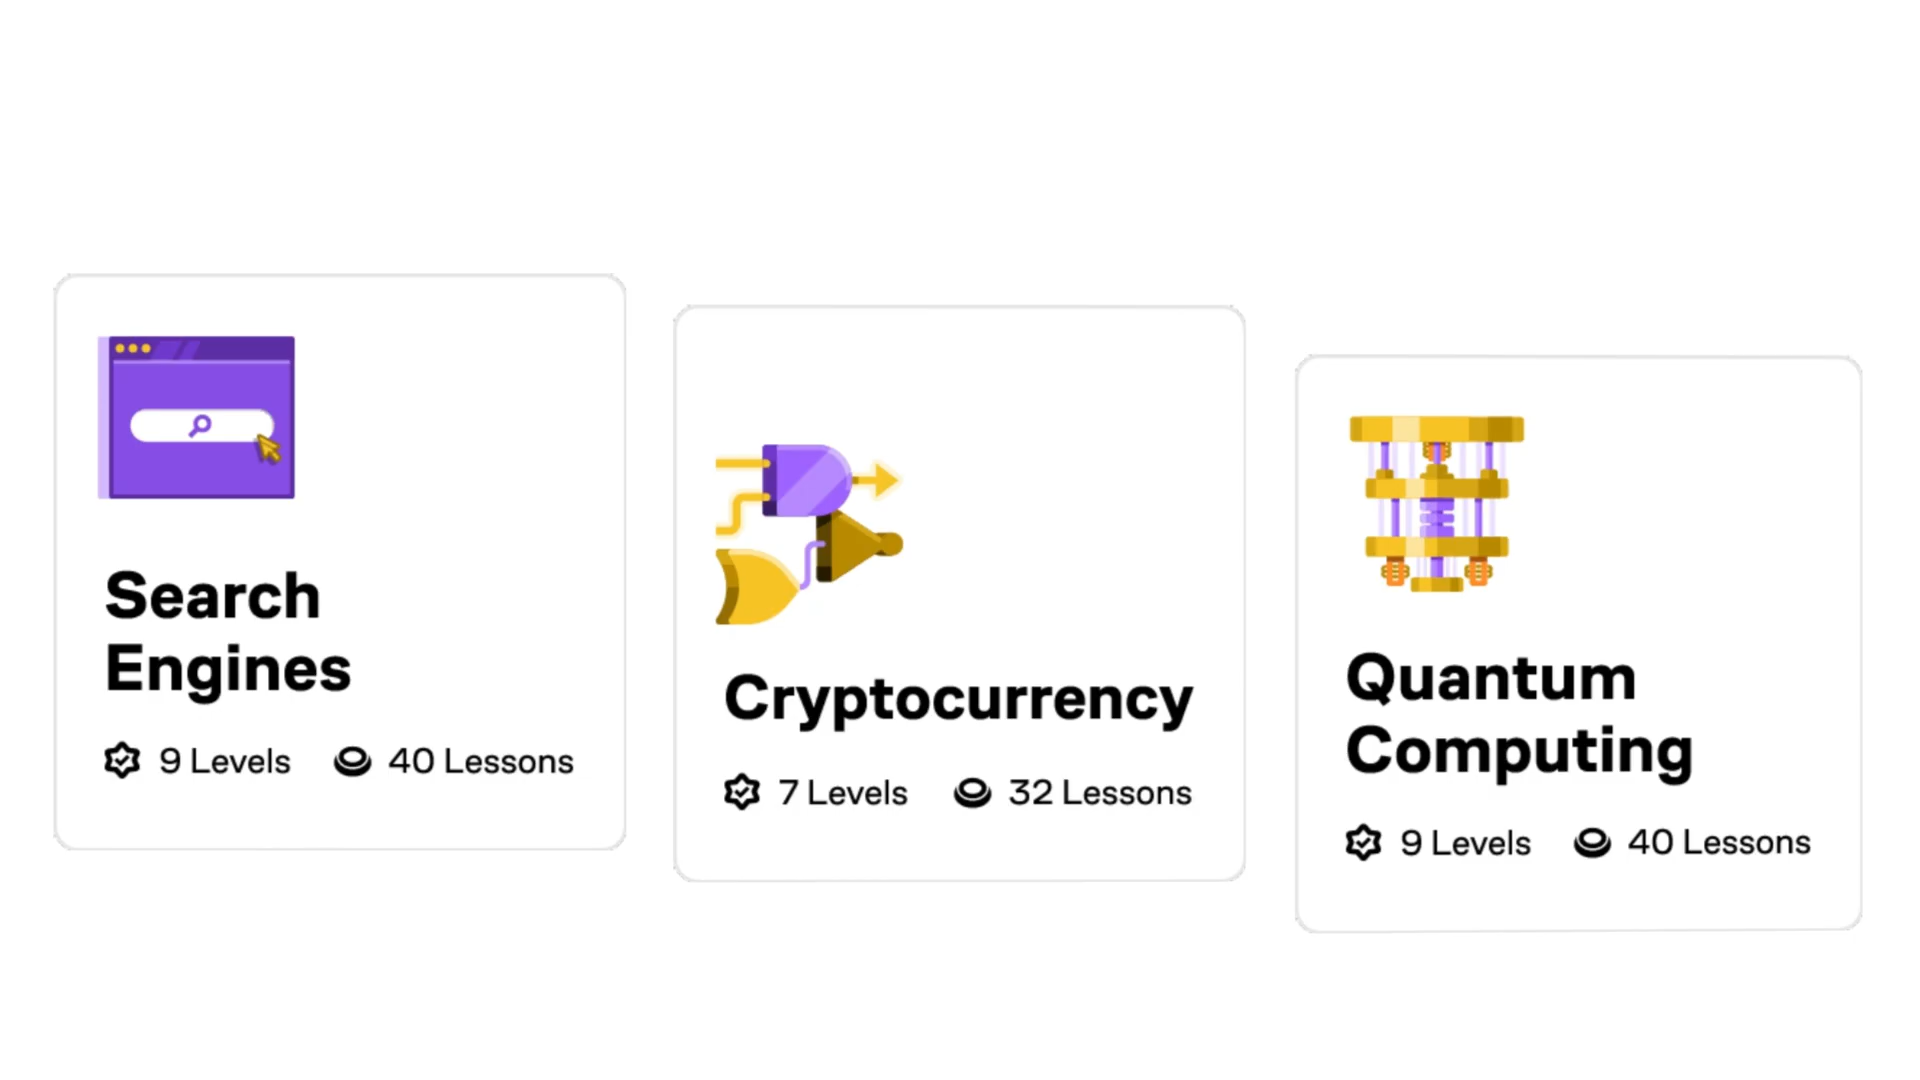 Search
Engines
9 Levels
40 Lessons
Cryptocurrency
7 Levels
32 Lessons
Quantum
Computing
9 Levels
40 Lessons